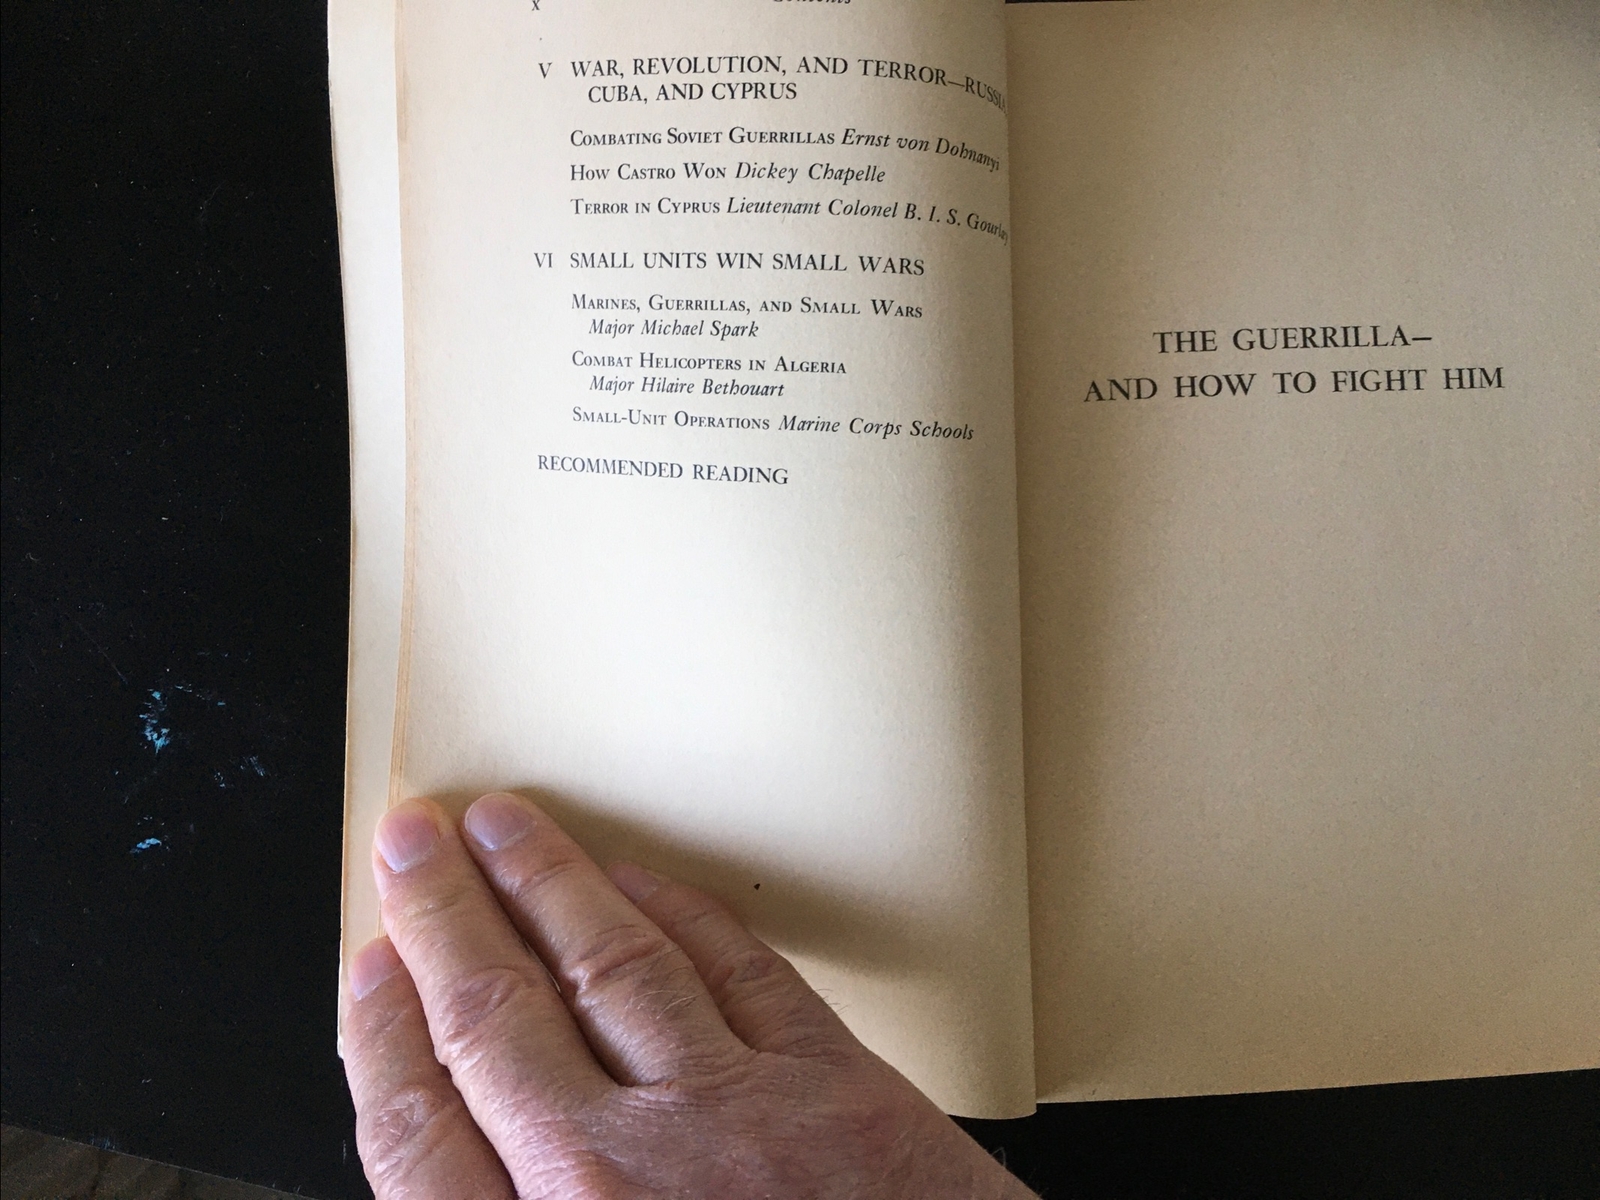 x
Contents
V WAR, REVOLUTION, AND TERROR—RUSSIA,
CUBA, AND CYPRUS
COMBATING SOVIET GUERRILLAS Ernst von Dohnanyi
HOW CASTRO WON Dickey Chapelle
TERROR IN CYPRUS Lieutenant Colonel B. I. S. Gourlay
VI SMALL UNITS WIN SMALL WARS
MARINES, GUERRILLAS, AND SMALL WARS
Major Michael Spark
COMBAT HELICOPTERS IN ALGERIA
Major Hilaire Bethouart
SMALL-UNIT OPERATIONS Marine Corps Schools
RECOMMENDED READING
THE GUERRILLA—
AND HOW TO FIGHT HIM